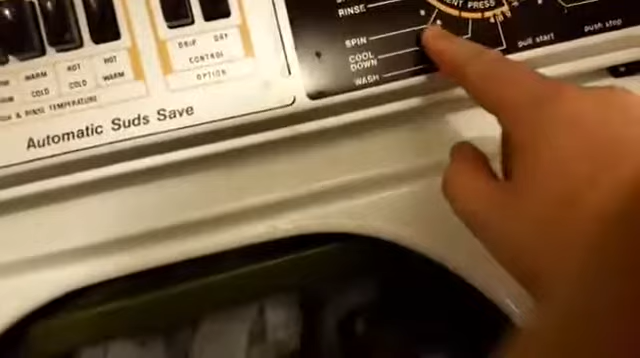 RINSE
SPIN
COOL
DOWN
WASH
PRESS
pull start
push stop
DRIP DRY
CONTROL
OPTION
WARM HOT HOT
COLD COLD WARM
& RINSE TEMPERATURE
Automatic Suds Save